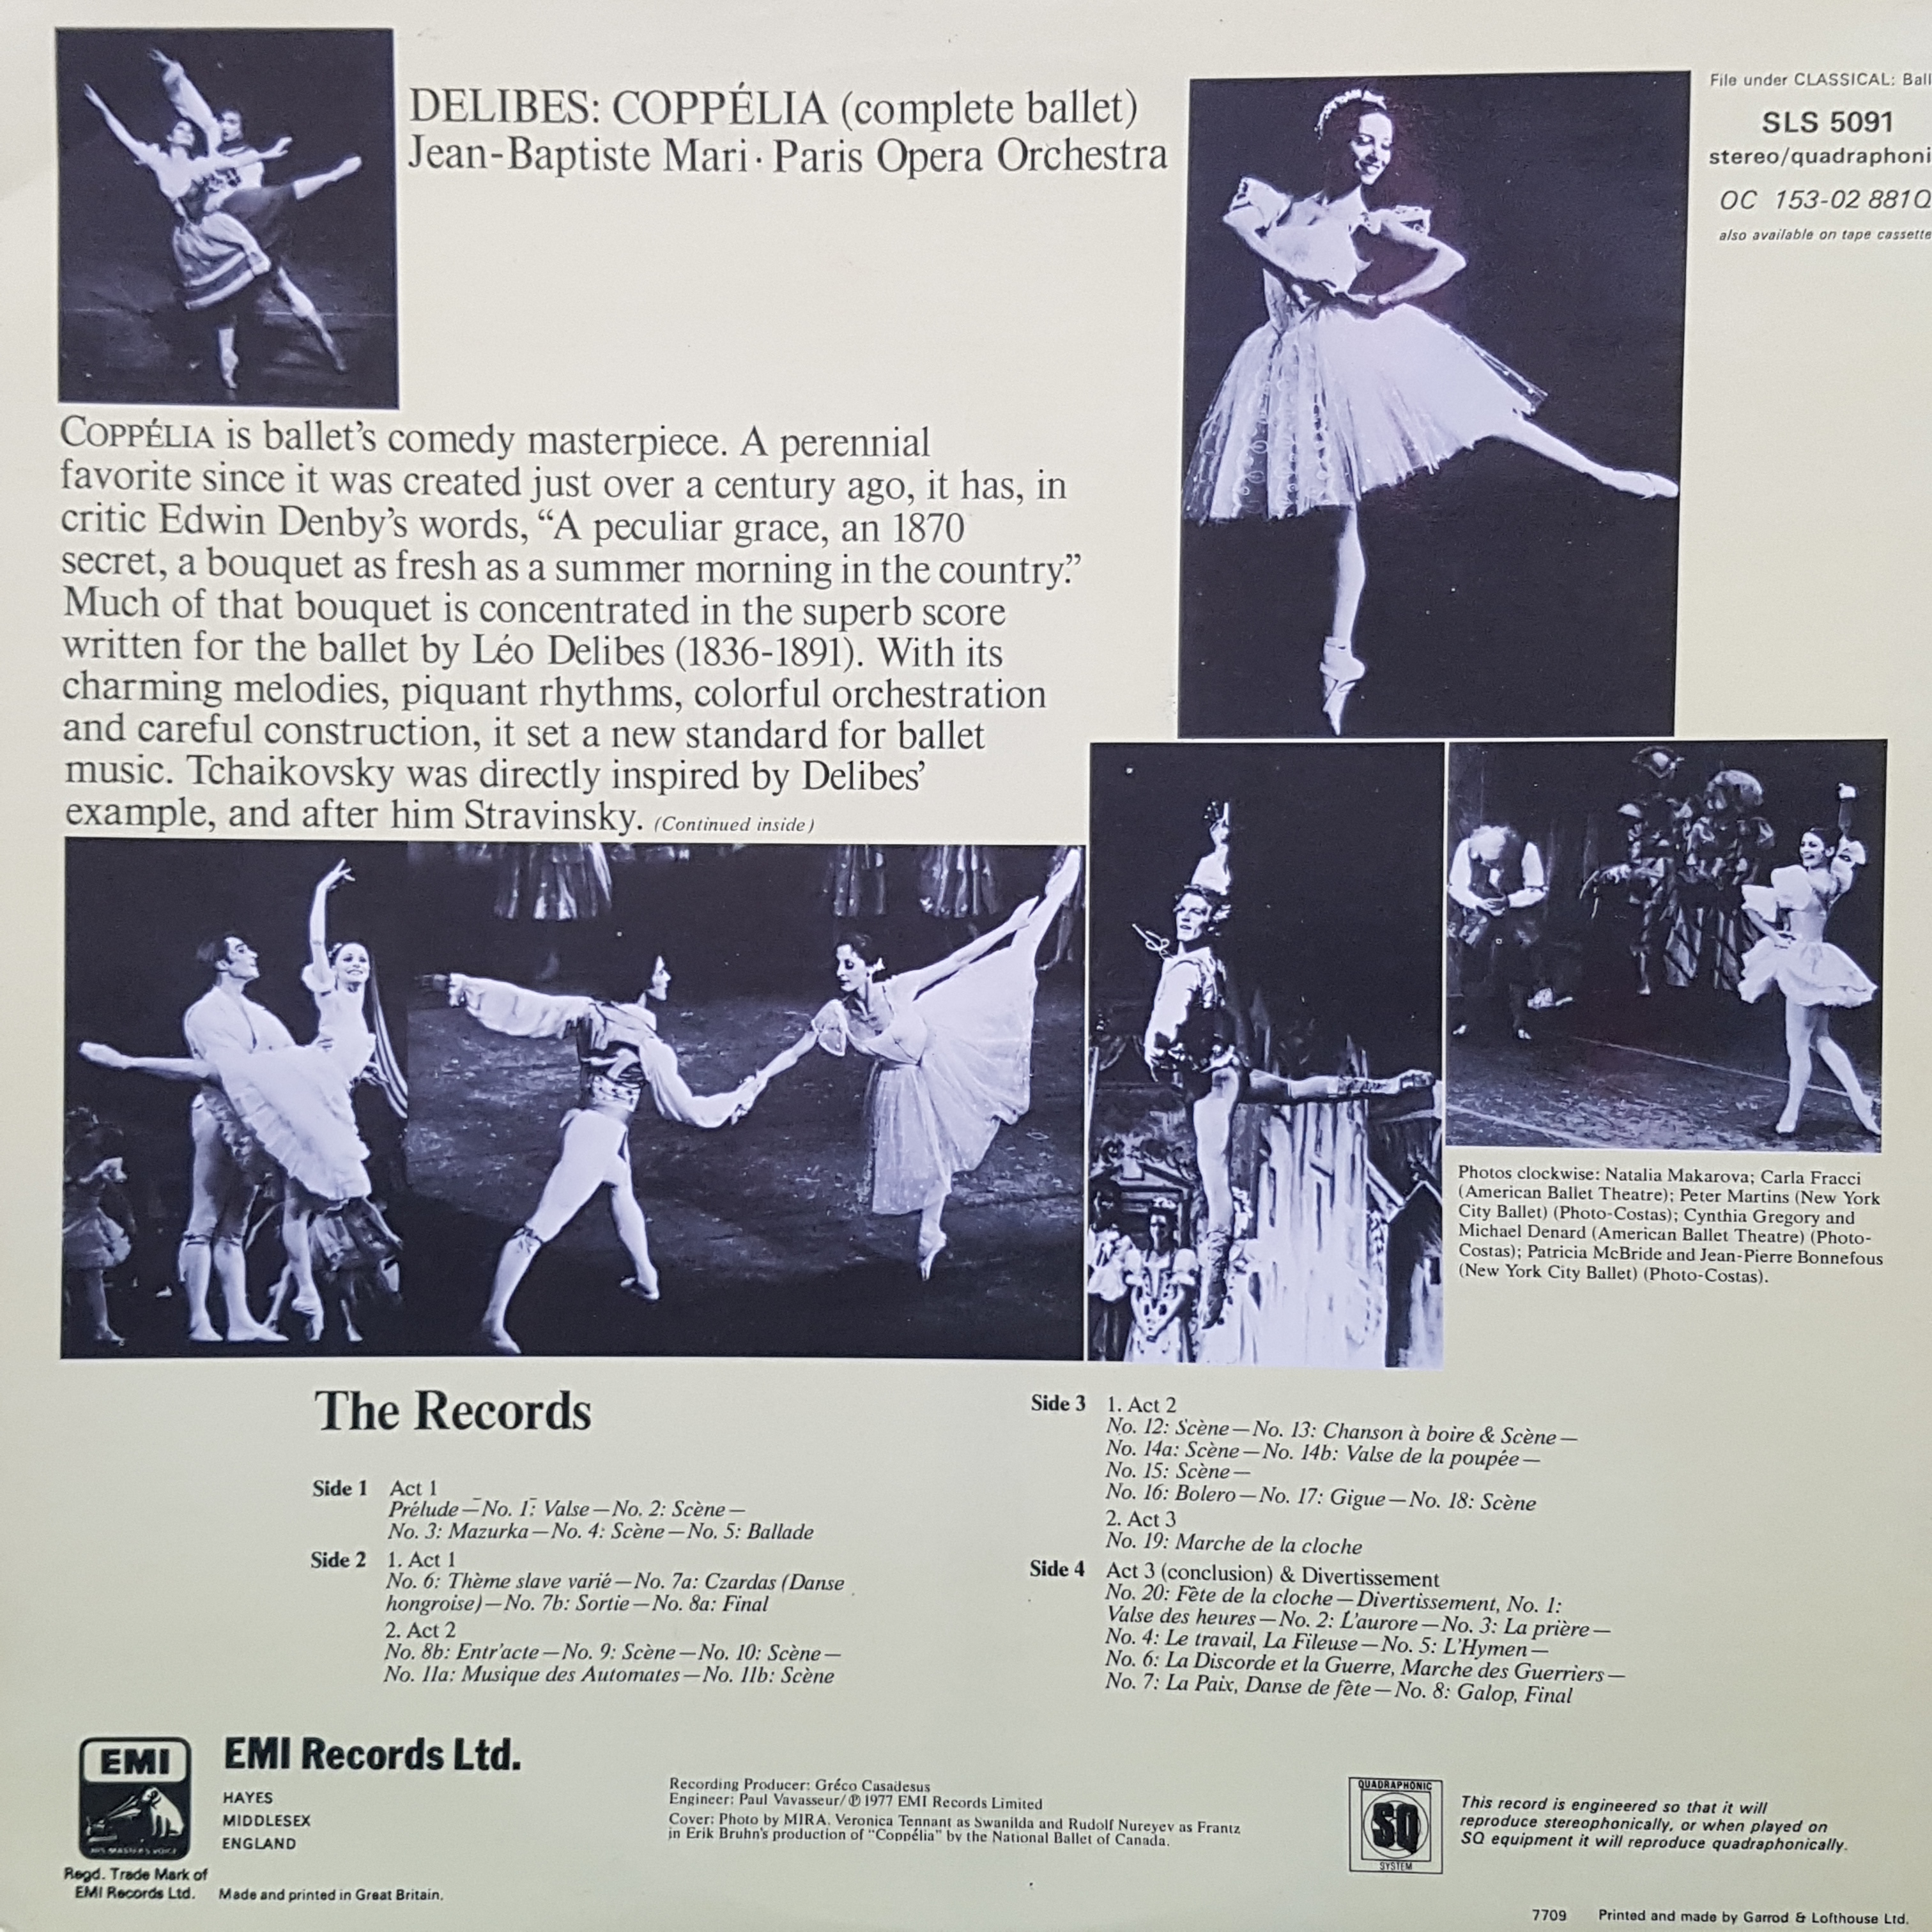 DELIBES: COPPÉLIA (complete ballet)
Jean-Baptiste Mari · Paris Opera Orchestra
File under CLASSICAL: Ball
SLS 5091
stereo/quadraphoni
OC 153-02 881Q
also available on tape cassette
COPPÉLIA is ballet's comedy masterpiece. A perennial
favorite since it was created just over a century ago, it has, in
critic Edwin Denby's words, “A peculiar grace, an 1870
secret, a bouquet as fresh as a summer morning in the country.”
Much of that bouquet is concentrated in the superb score
written for the ballet by Léo Delibes (1836-1891). With its
charming melodies, piquant rhythms, colorful orchestration
and careful construction, it set a new standard for ballet
music. Tchaikovsky was directly inspired by Delibes'
example, and after him Stravinsky. (Continued inside)
Photos clockwise: Natalia Makarova; Carla Fracci
(American Ballet Theatre); Peter Martins (New York
City Ballet) (Photo-Costas); Cynthia Gregory and
Michael Denard (American Ballet Theatre) (Photo-
Costas); Patricia McBride and Jean-Pierre Bonnefous
(New York City Ballet) (Photo-Costas).
The Records
Side 1 Act 1
Prélude—No. 1: Valse—No. 2: Scène—
No. 3: Mazurka—No. 4: Scène—No. 5: Ballade
Side 2 1. Act 1
No. 6: Thème slave varié—No. 7a: Czardas (Danse
hongroise)—No. 7b: Sortie—No. 8a: Final
2. Act 2
No. 8b: Entr'acte—No. 9: Scène—No. 10: Scène—
No. 11a: Musique des Automates—No. 11b: Scène
Side 3 1. Act 2
No. 12: Scène—No. 13: Chanson à boire & Scène—
No. 14a: Scène—No. 14b: Valse de la poupée—
No. 15: Scène—
No. 16: Bolero—No. 17: Gigue—No. 18: Scène
2. Act 3
No. 19: Marche de la cloche
Side 4 Act 3 (conclusion) & Divertissement
No. 20: Fête de la cloche—Divertissement, No. 1:
Valse des heures—No. 2: L'aurore—No. 3: La prière—
No. 4: Le travail, La Fileuse—No. 5: L'Hymen—
No. 6: La Discorde et la Guerre, Marche des Guerriers—
No. 7: La Paix, Danse de fête—No. 8: Galop, Final
EMI
HIS MASTER'S VOICE
Regd. Trade Mark of
EMI Records Ltd.
EMI Records Ltd.
HAYES
MIDDLESEX
ENGLAND
Made and printed in Great Britain.
Recording Producer: Gréco Casadesus
Engineer: Paul Vavasseur/℗ 1977 EMI Records Limited
Cover: Photo by MIRA. Veronica Tennant as Swanilda and Rudolf Nureyev as Frantz
in Erik Bruhn's production of “Coppélia” by the National Ballet of Canada.
QUADRAPHONIC
SQ
SYSTEM
This record is engineered so that it will
reproduce stereophonically, or when played on
SQ equipment it will reproduce quadraphonically.
7709 Printed and made by Garrod & Lofthouse Ltd.